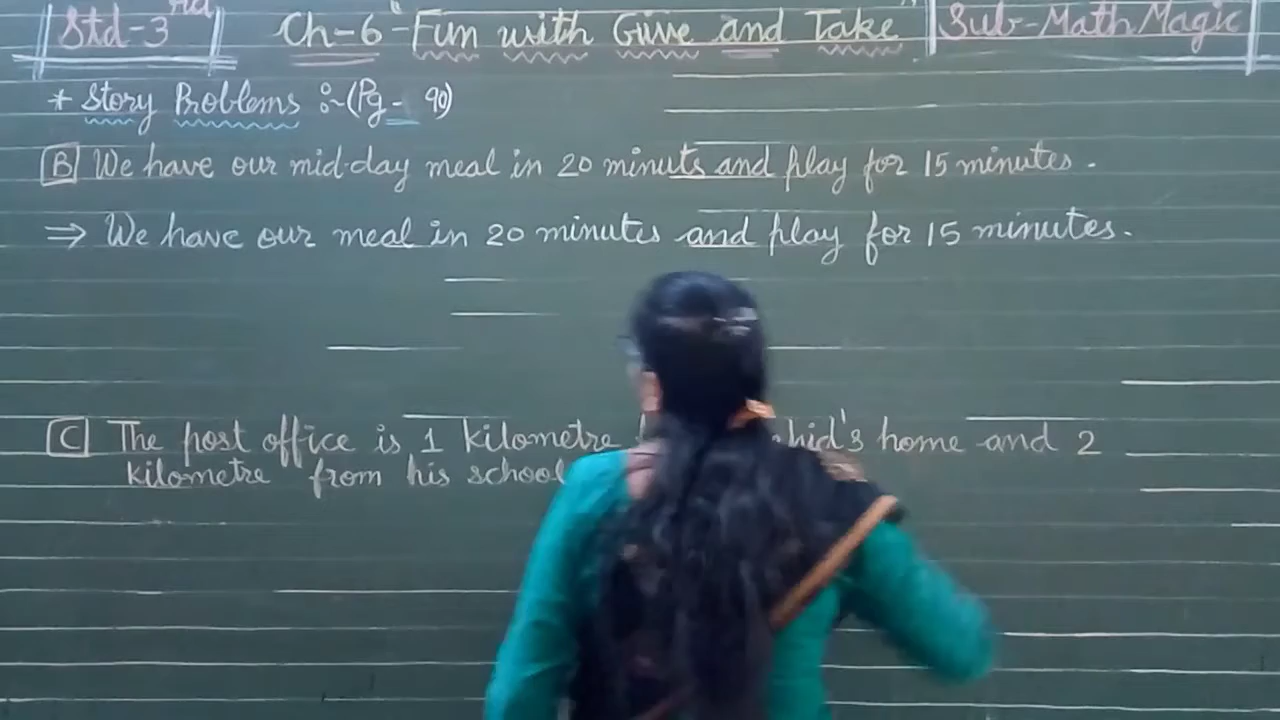 Std-3rd
Ch-6 "Fun with Give and Take"
Sub-Math Magic
* Story Problems :-(Pg- 90)
B We have our mid-day meal in 20 minuts and play for 15 minutes.
⇒ We have our meal in 20 minutes and play for 15 minutes.
C The post office is 1 kilometre home and 2
kilometre from his school